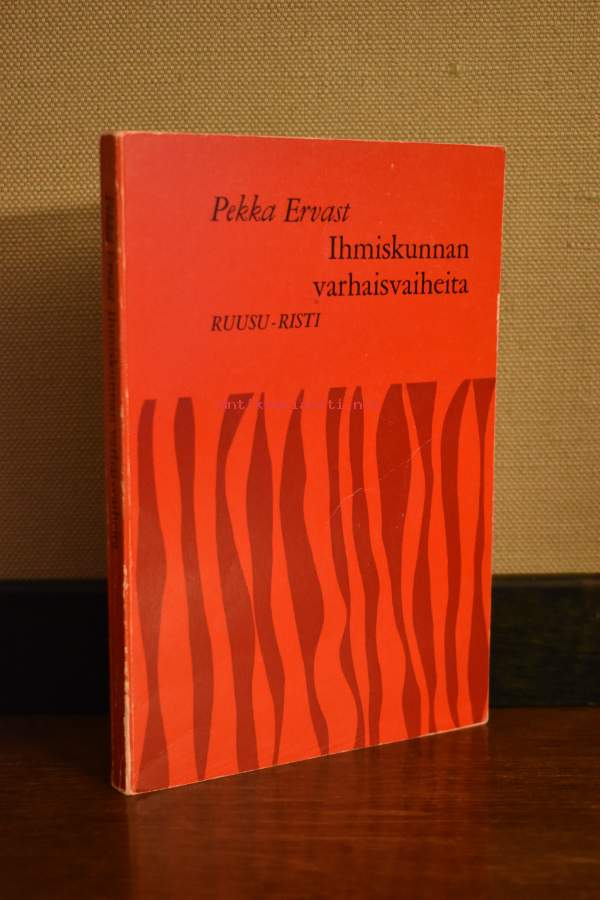 Pekka Ervast
Ihmiskunnan
varhaisvaiheita
RUUSU-RISTI